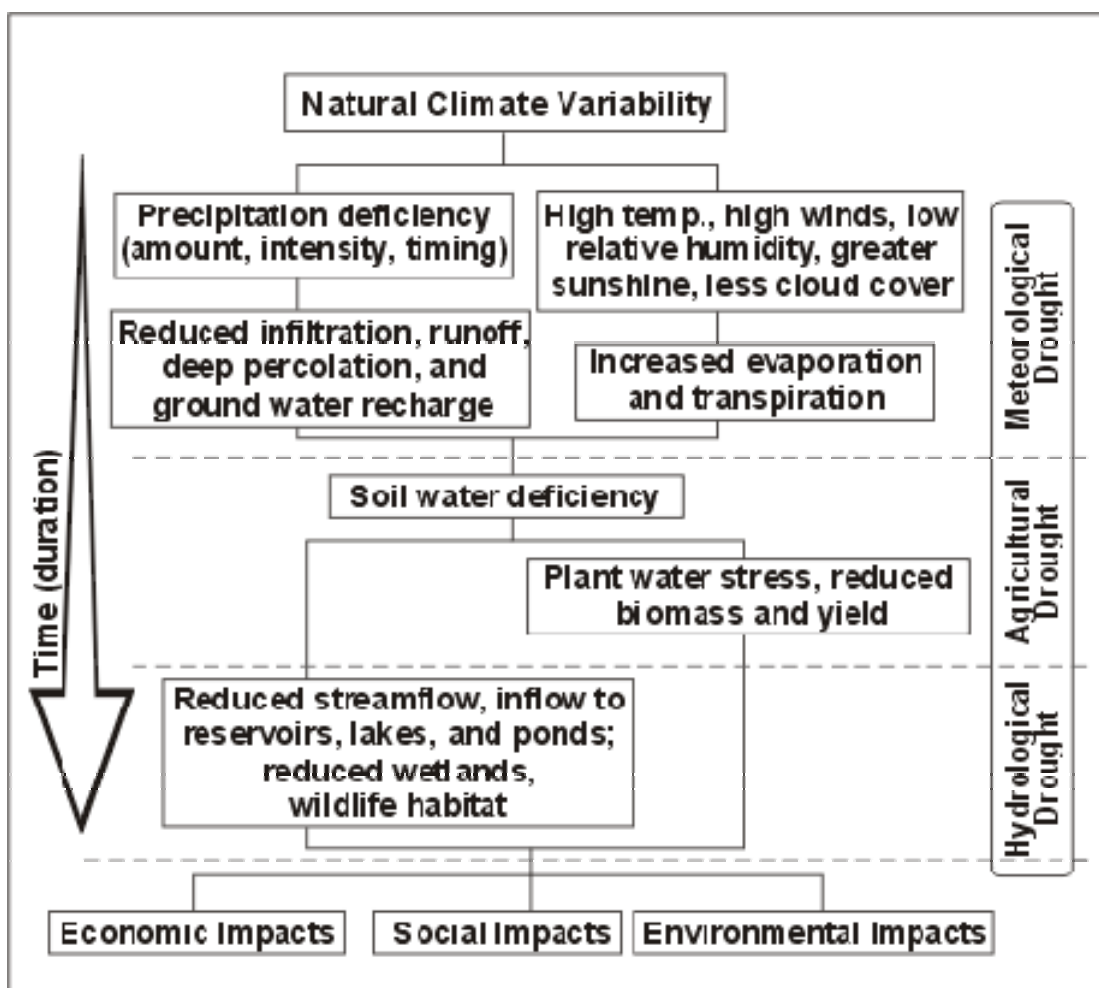 Natural Climate Variability
Precipitation deficiency
(amount, intensity, timing)
High temp., high winds, low
relative humidity, greater
sunshine, less cloud cover
Reduced infiltration, runoff,
deep percolation, and
ground water recharge
Increased evaporation
and transpiration
Meteorological
Drought
Time (duration)
Soil water deficiency
Plant water stress, reduced
biomass and yield
Agricultural
Drought
Reduced streamflow, inflow to
reservoirs, lakes, and ponds;
reduced wetlands,
wildlife habitat
Hydrological
Drought
Economic Impacts
Social Impacts
Environmental Impacts